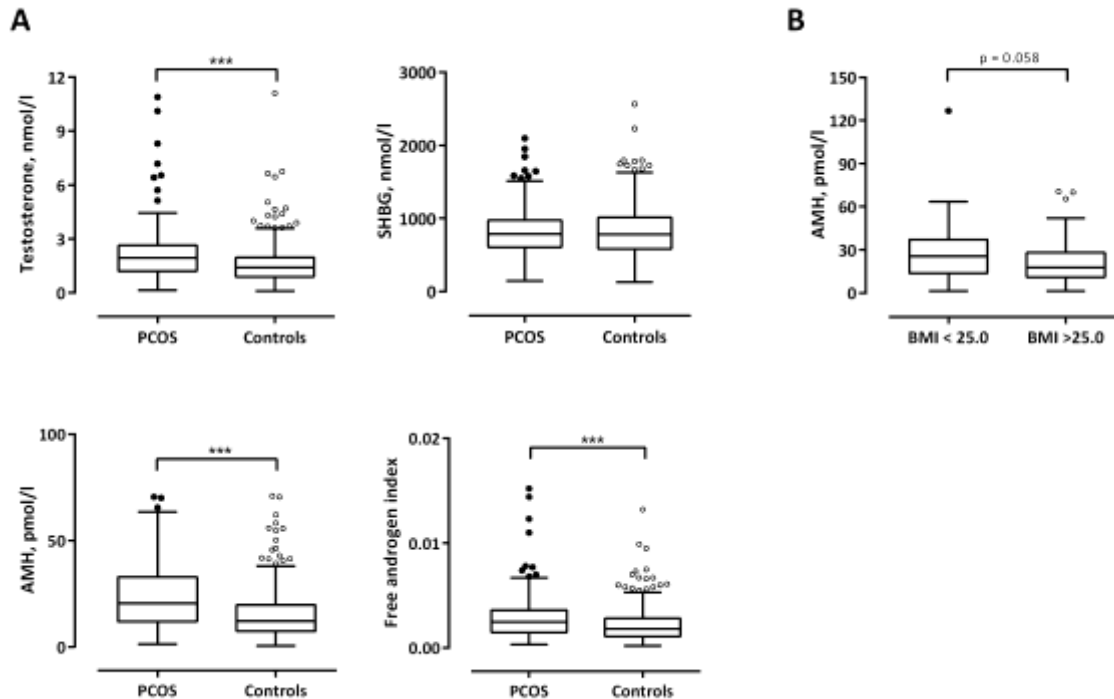 A
Testosterone, nmol/l
12
9
6
3
0
***
PCOS Controls
SHBG, nmol/l
3000
2000
1000
0
PCOS Controls
B
AMH, pmol/l
150
120
90
60
30
0
p = 0.058
BMI < 25.0 BMI >25.0
AMH, pmol/l
100
50
0
***
PCOS Controls
Free androgen index
0.02
0.01
0.00
***
PCOS Controls